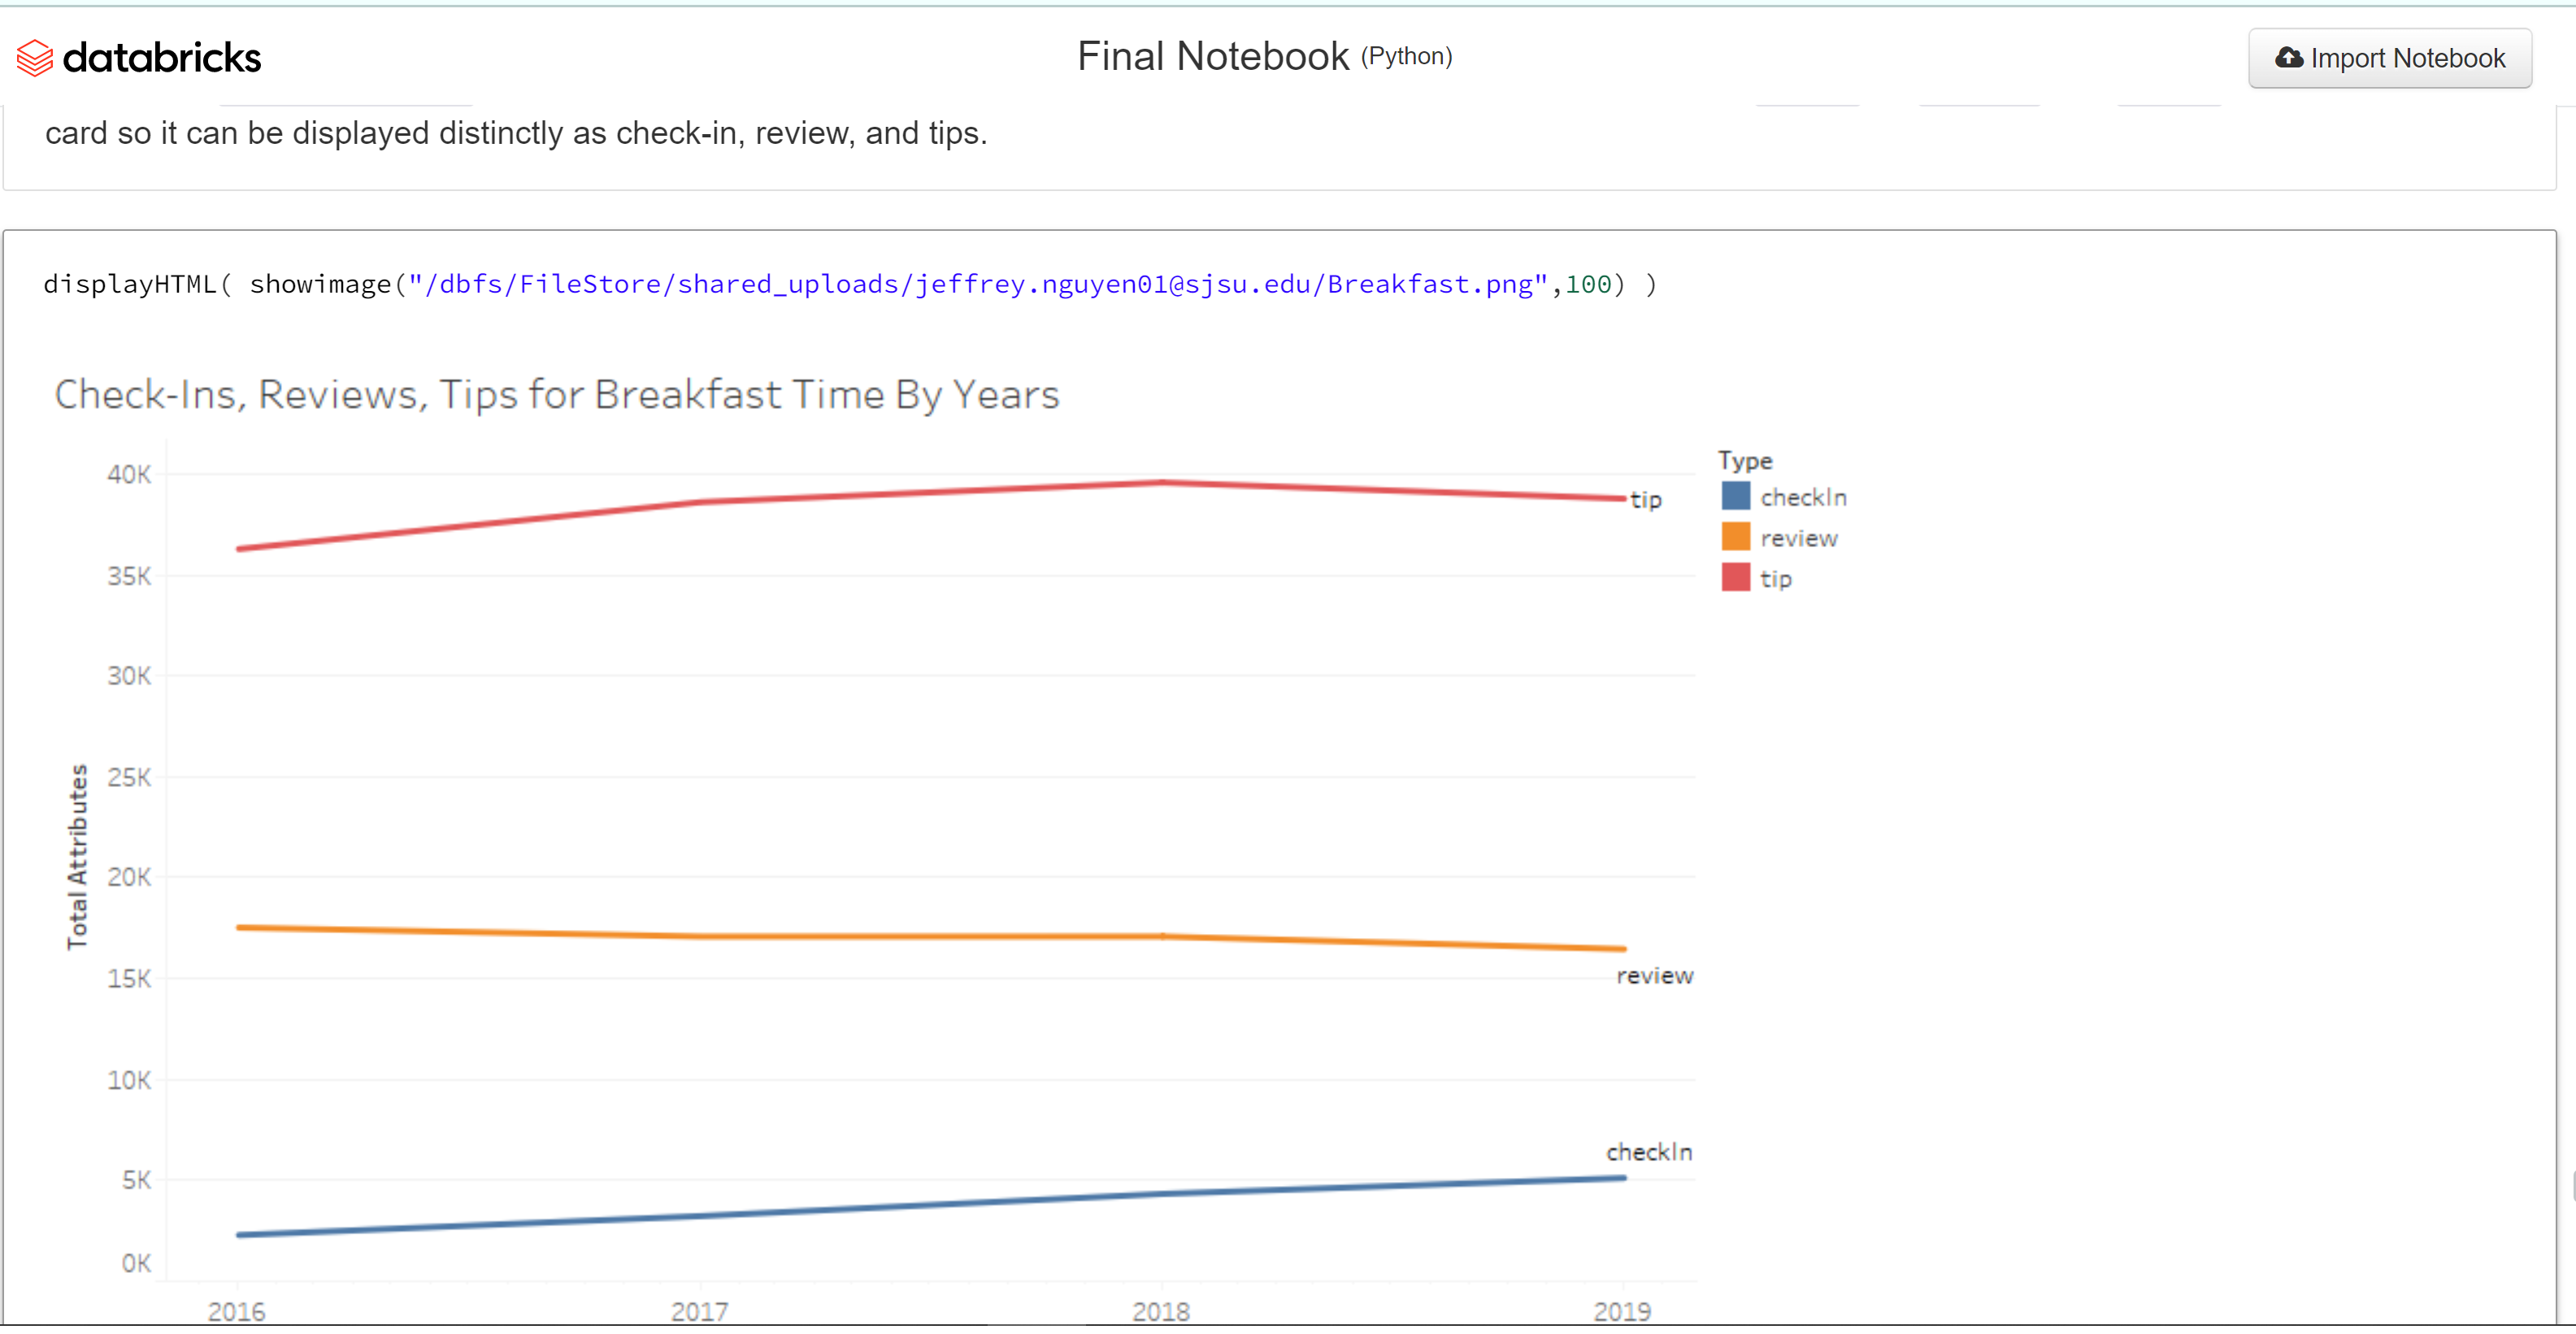 databricks
Final Notebook (Python)
Import Notebook
card so it can be displayed distinctly as check-in, review, and tips.
displayHTML( showimage("/dbfs/FileStore/shared_uploads/jeffrey.nguyen01@sjsu.edu/Breakfast.png",100) )
Check-Ins, Reviews, Tips for Breakfast Time By Years
Total Attributes
40K
35K
30K
25K
20K
15K
10K
5K
0K
tip
review
checkIn
2016
2017
2018
2019
Type
checkIn
review
tip